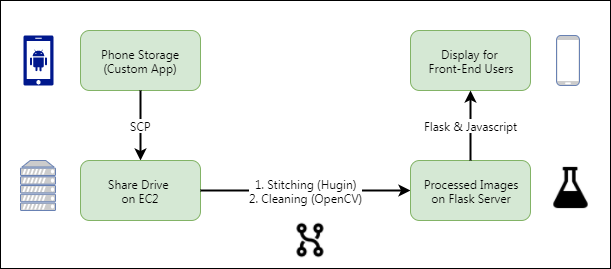 Phone Storage
(Custom App)
Display for
Front-End Users
SCP
Flask & Javascript
Share Drive
on EC2
1. Stitching (Hugin)
2. Cleaning (OpenCV)
Processed Images
on Flask Server